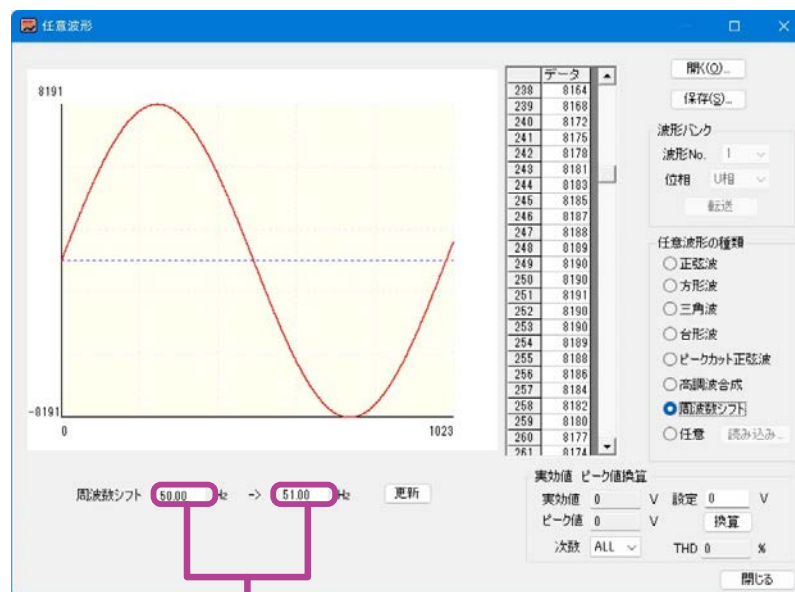 任意波形
8191
-8191
0
1023
データ
238 8164
239 8168
240 8172
241 8175
242 8178
243 8181
244 8183
245 8185
246 8187
247 8188
248 8189
249 8190
250 8190
251 8191
252 8190
253 8190
254 8189
255 8188
256 8186
257 8184
258 8182
259 8180
260 8177
261 8174
開く(O)...
保存(S)...
波形バンク
波形No. 1
位相 U相
転送
任意波形の種類
正弦波
方形波
三角波
台形波
ピークカット正弦波
高調波合成
周波数シフト
任意 読み込み...
周波数シフト 50.00 Hz -> 51.00 Hz 更新
実効値 ピーク値換算
実効値 0 V 設定 0 V
ピーク値 0 V 換算
次数 ALL THD 0 %
閉じる